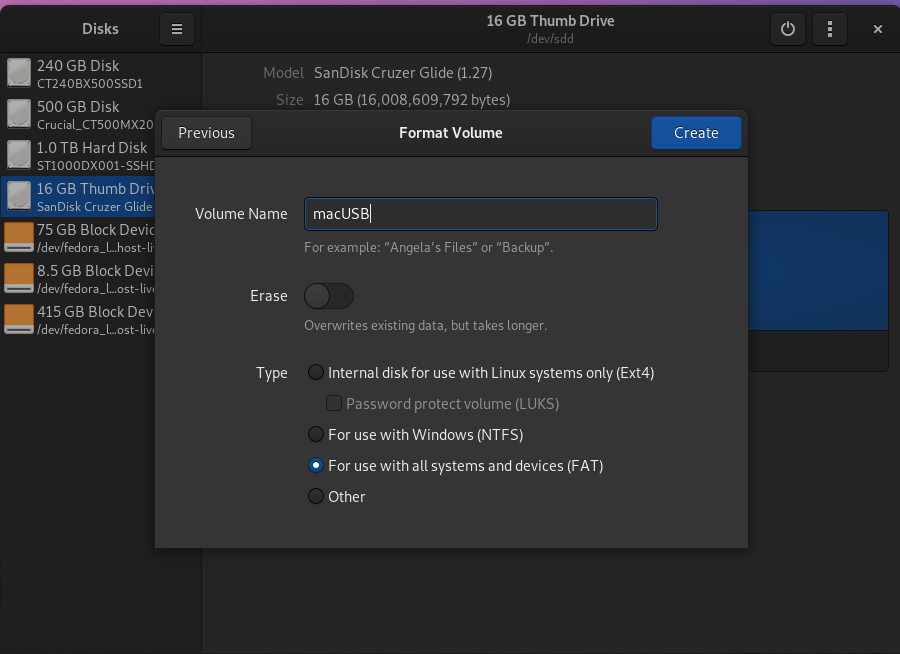 Disks
16 GB Thumb Drive
/dev/sdd
240 GB Disk
CT240BX500SSD1
500 GB Disk
Crucial_CT500MX20
1.0 TB Hard Disk
ST1000DX001-SSHD
16 GB Thumb Driv
SanDisk Cruzer Glide
75 GB Block Devic
/dev/fedora_l…host-liv
8.5 GB Block Devi
/dev/fedora_l…ost-live
415 GB Block Dev
/dev/fedora_l…ost-live
Model SanDisk Cruzer Glide (1.27)
Size 16 GB (16,008,609,792 bytes)
Previous
Format Volume
Create
Volume Name macUSB
For example: “Angela’s Files” or “Backup”.
Erase
Overwrites existing data, but takes longer.
Type Internal disk for use with Linux systems only (Ext4)
Password protect volume (LUKS)
For use with Windows (NTFS)
For use with all systems and devices (FAT)
Other